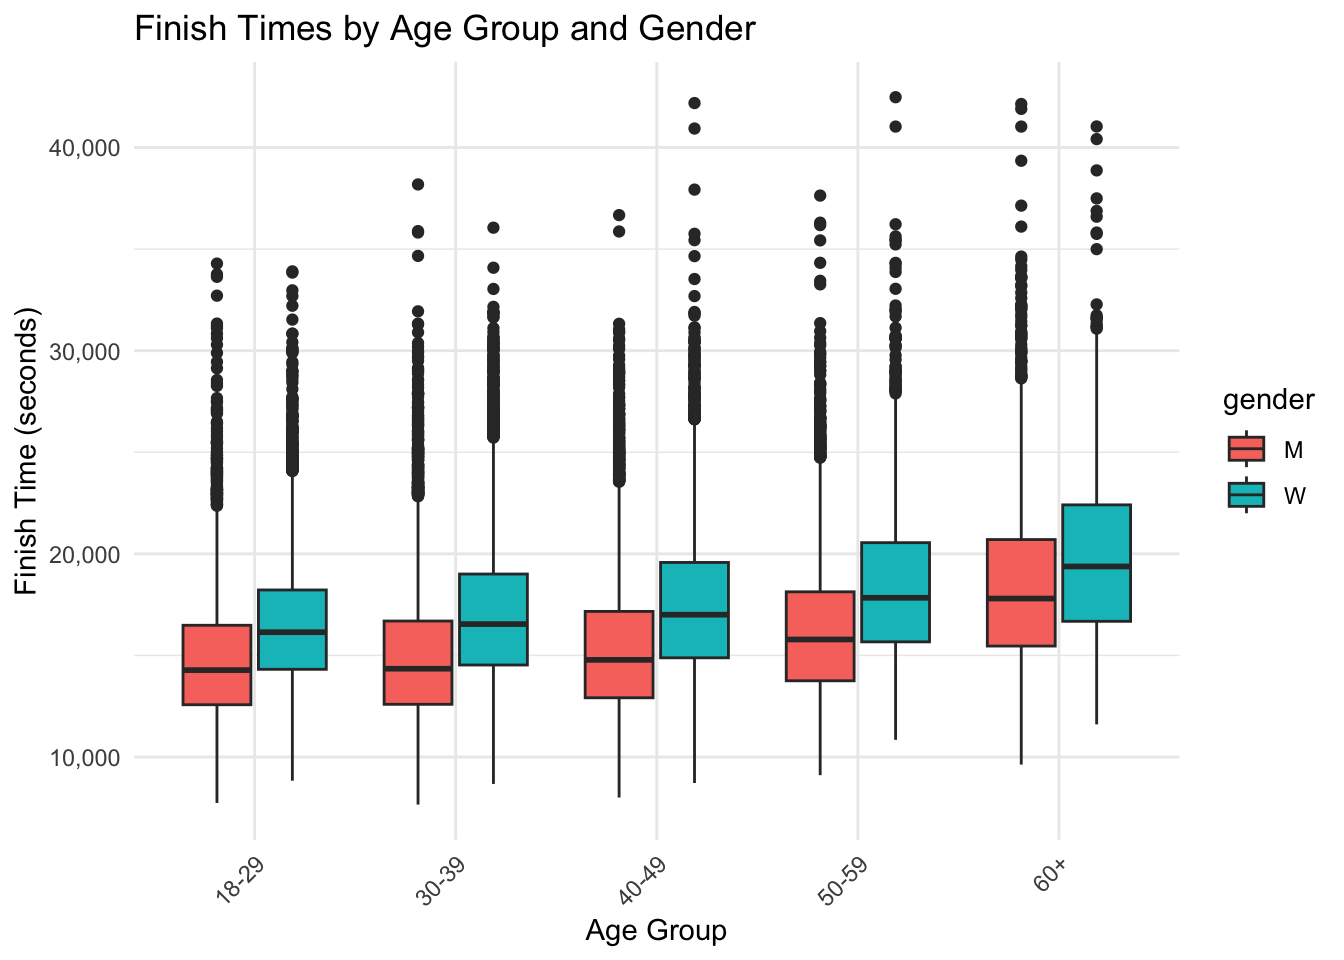 Finish Times by Age Group and Gender
Finish Time (seconds)
40,000
30,000
20,000
10,000
18-29
30-39
40-49
50-59
60+
Age Group
gender
M
W